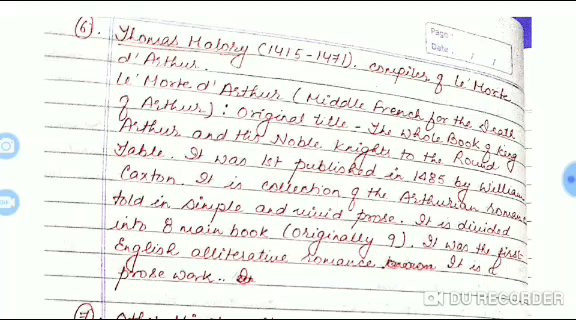 Page:
Date: / /
(6). Thomas Malory (1415-1471). compiler of le'Morte
d'Arthur.
le'Morte d'Arthur (Middle French for the Death
of Arthur): Original title - The whole Book of King
Arthur and His Noble Knights to the Round
Table. It was 1st published in 1485 by William
Caxton. It is collection of the Arthurian romance
told in simple and vivid prose. It is divided
into 8 main book (originally 9). It was the first
English alliterative romance. It is a
prose work..
(7).
DU RECORDER